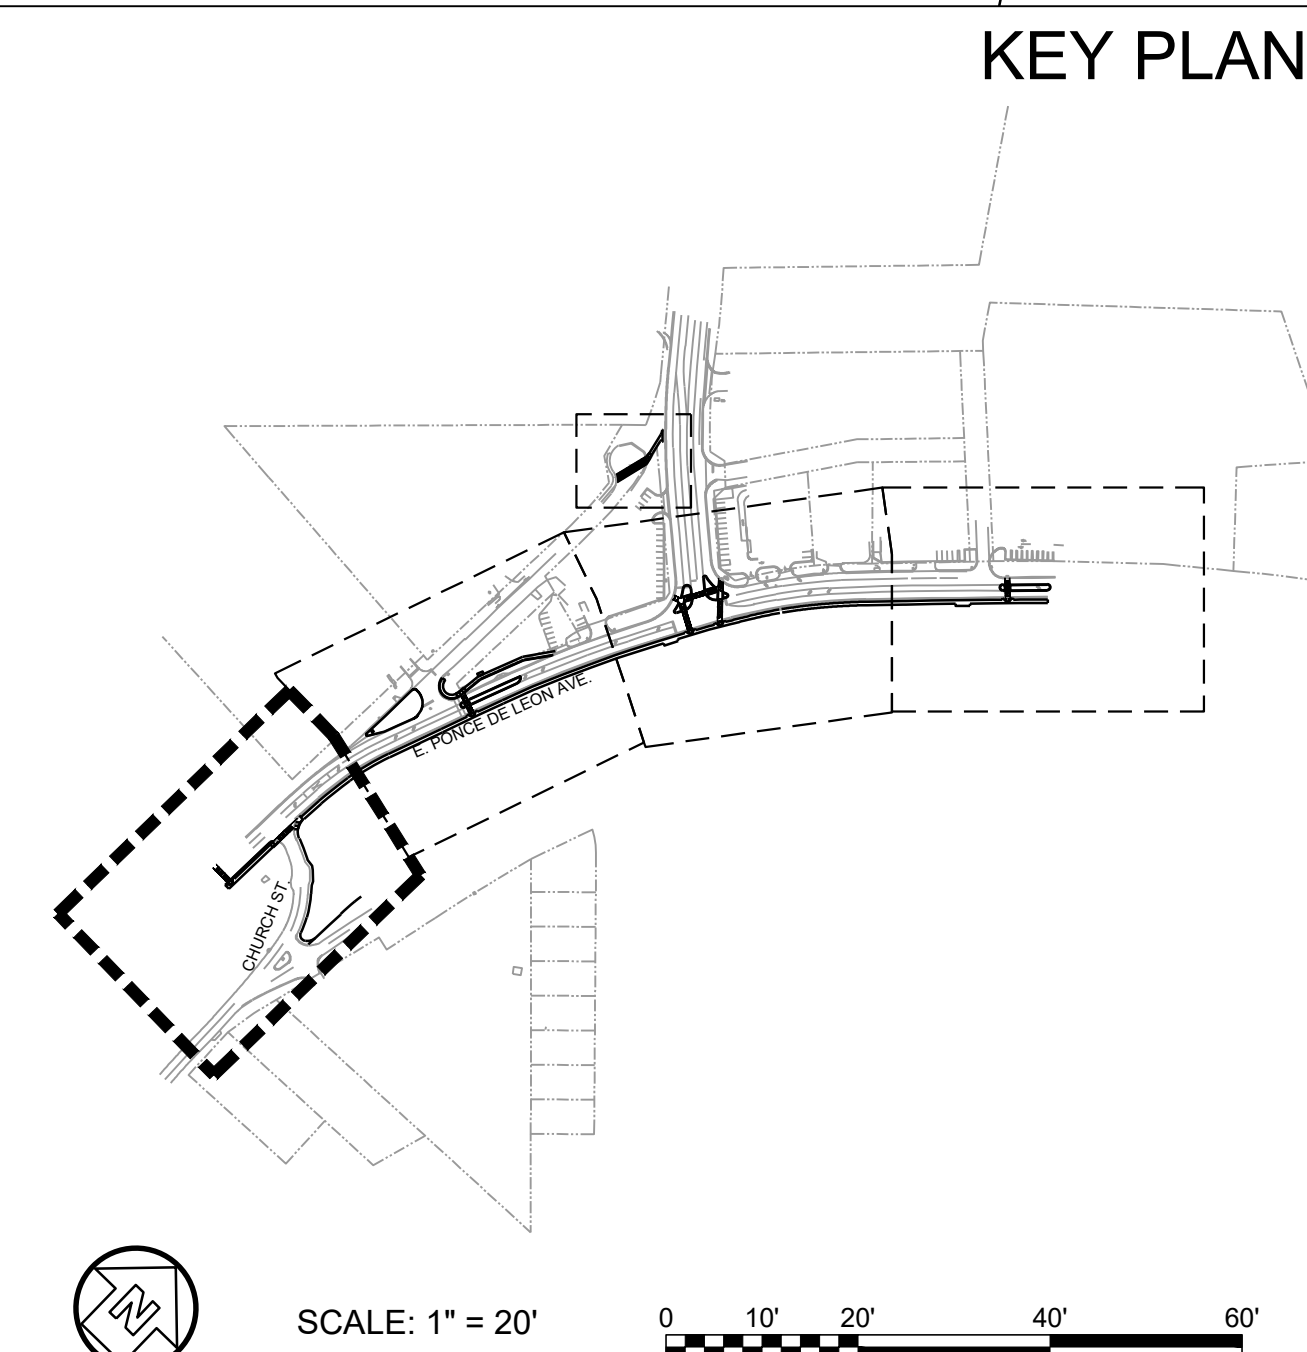 KEY PLAN
E. PONCE DE LEON AVE.
CHURCH ST.
N
SCALE: 1" = 20'
0 10' 20' 40' 60'